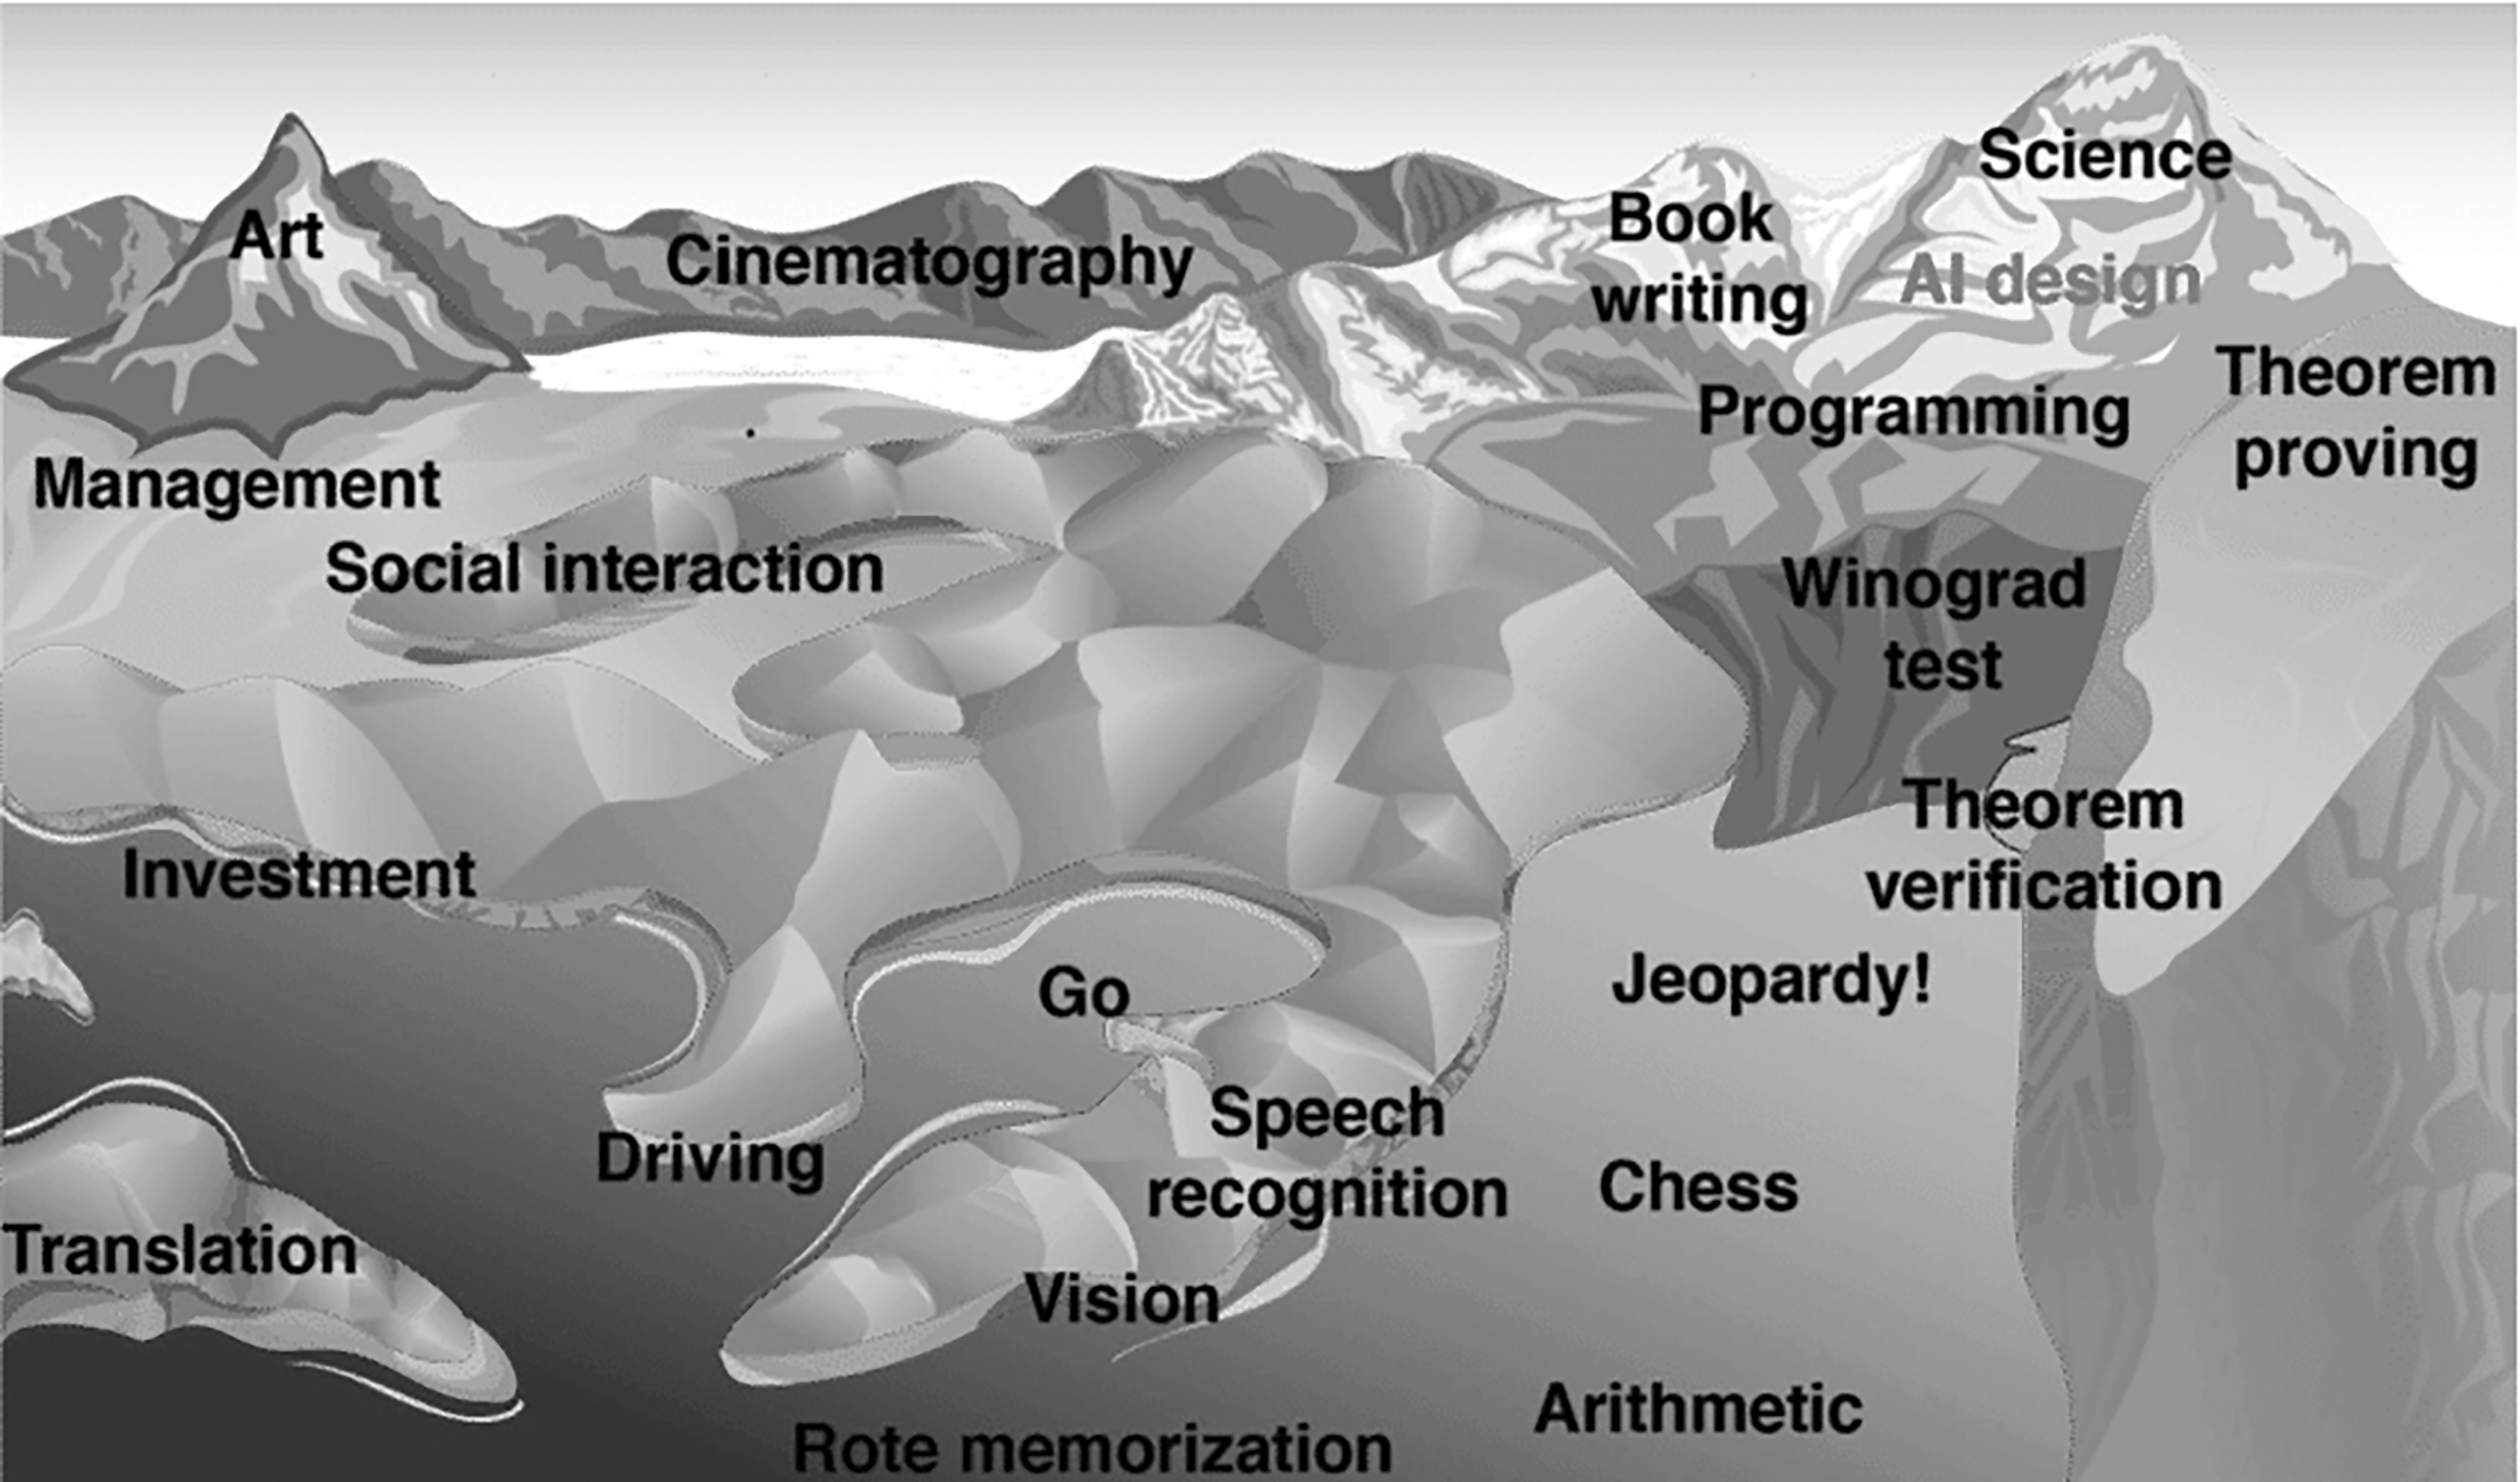 Science
Art
Book
writing
Cinematography
AI design
Theorem
proving
Programming
Management
Social interaction
Winograd
test
Theorem
verification
Investment
Jeopardy!
Go
Speech
recognition
Driving
Chess
Translation
Vision
Arithmetic
Rote memorization